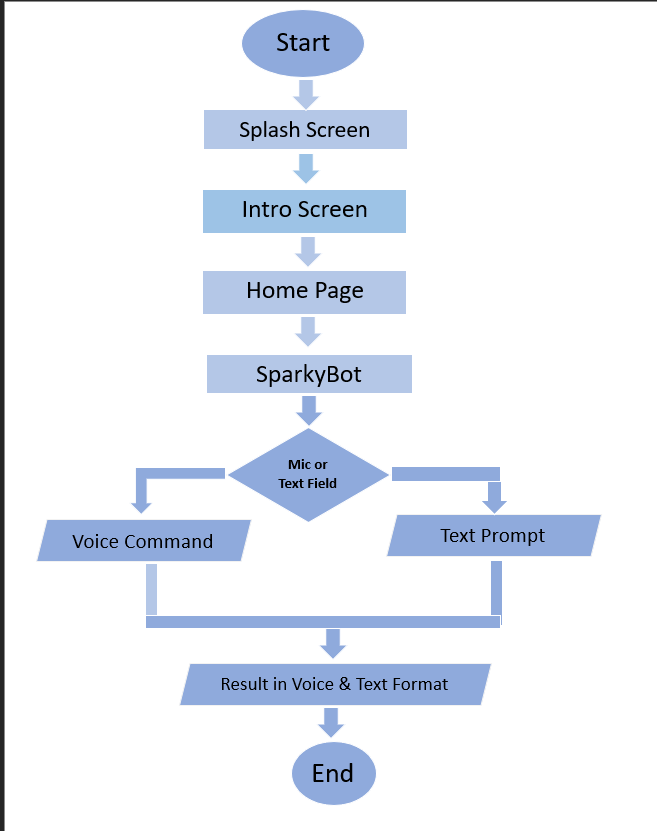 Start
Splash Screen
Intro Screen
Home Page
SparkyBot
Mic or
Text Field
Voice Command
Text Prompt
Result in Voice & Text Format
End